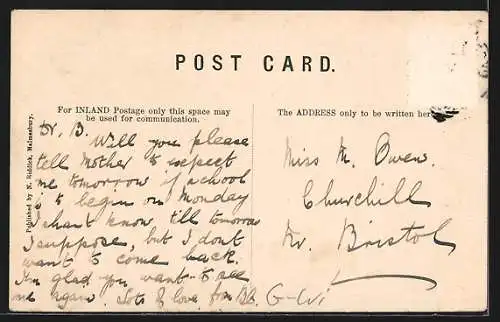 POST CARD.
For INLAND Postage only this space may
be used for communication.
The ADDRESS only to be written here
Published by N. Riddick, Malmesbury.
Dr. B.
Will you please
tell Mother to expect
me tomorrow if school
is to begin on Monday
I shant know till tomorrow
I suppose, but I dont
want to come back.
I'm glad you want to see
me again. Lots of love from
Miss M. Owen.
Churchill
Nr. Bristol